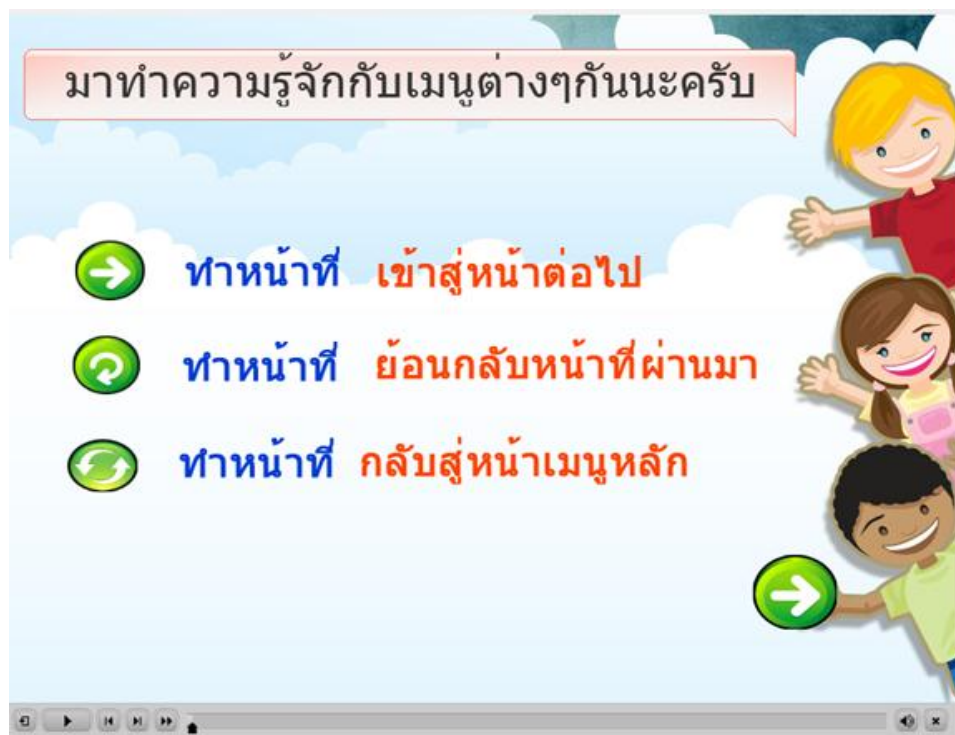 มาทำความรู้จักกับเมนูต่างๆกันนะครับ
ทำหน้าที่ เข้าสู่หน้าต่อไป
ทำหน้าที่ ย้อนกลับหน้าที่ผ่านมา
ทำหน้าที่ กลับสู่หน้าเมนูหลัก